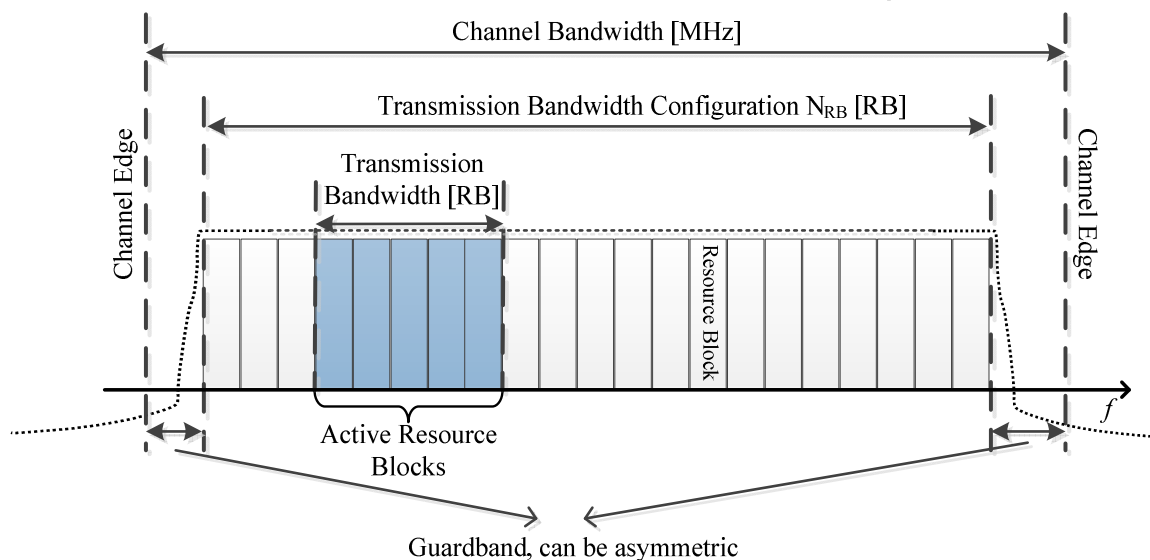 Channel Bandwidth [MHz]
Transmission Bandwidth Configuration N_RB [RB]
Channel Edge
Transmission
Bandwidth [RB]
Channel Edge
Resource Block
f
Active Resource
Blocks
Guardband, can be asymmetric